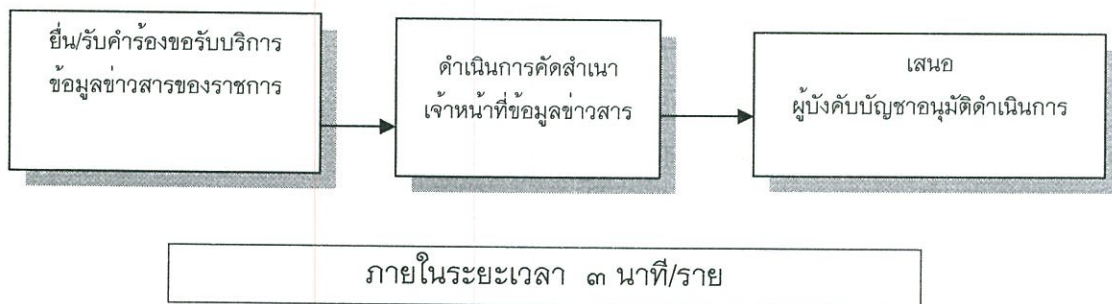 ยื่น/รับคำร้องขอรับบริการ
ข้อมูลข่าวสารของราชการ
ดำเนินการคัดสำเนา
เจ้าหน้าที่ข้อมูลข่าวสาร
เสนอ
ผู้บังคับบัญชาอนุมัติดำเนินการ
ภายในระยะเวลา ๓ นาที/ราย